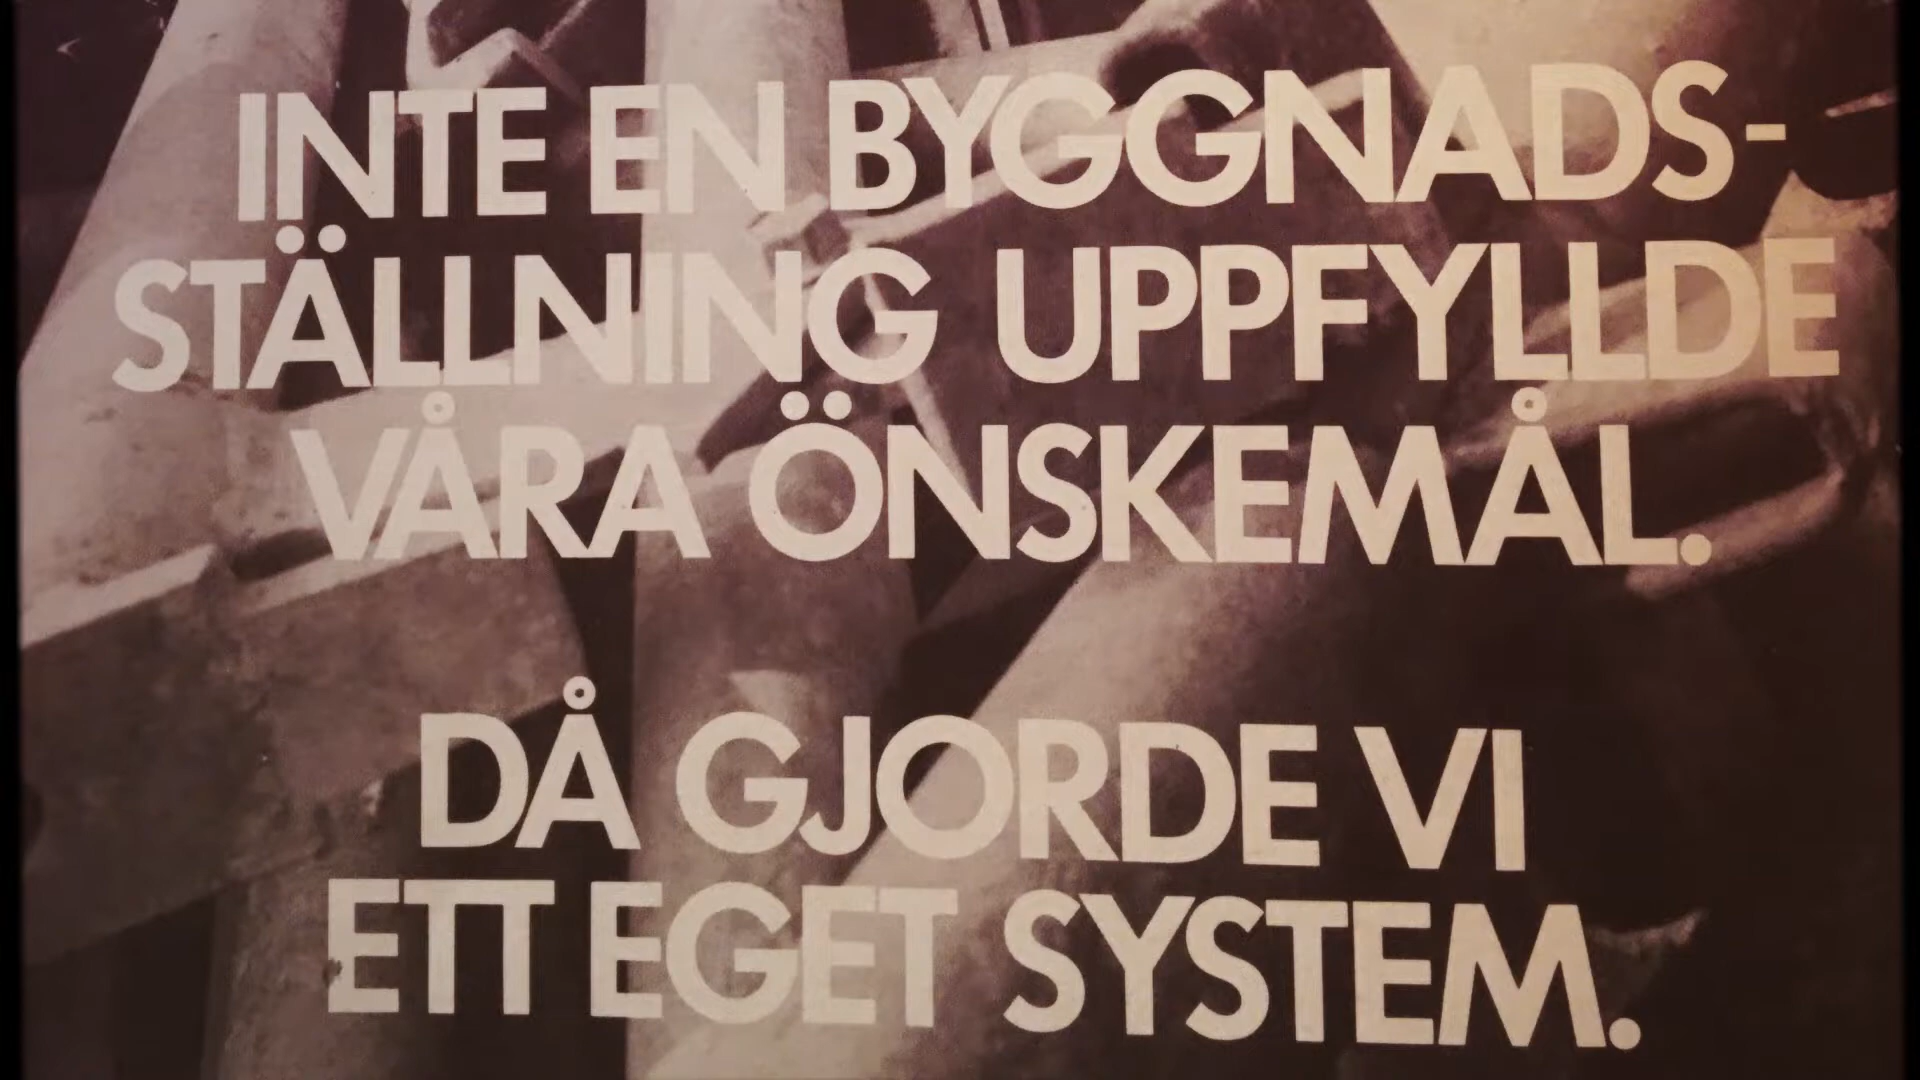 INTE EN BYGGNADS-
STÄLLNING UPPFYLLDE
VÅRA ÖNSKEMÅL.
DÅ GJORDE VI
ETT EGET SYSTEM.